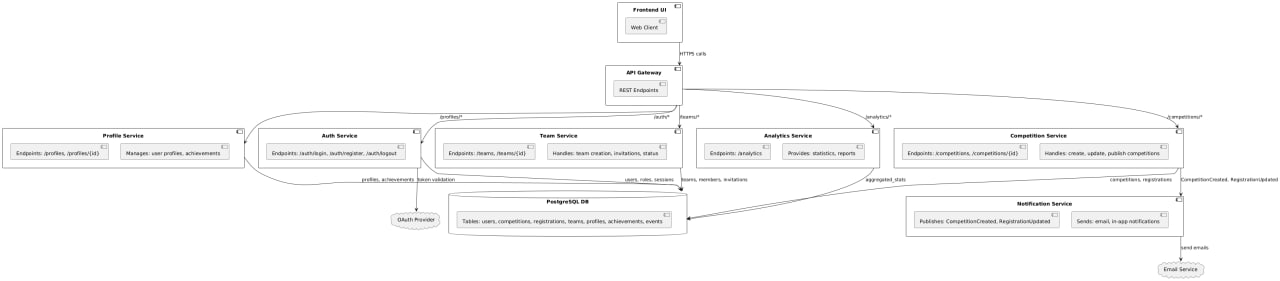 Frontend UI
Web Client
HTTPS calls
API Gateway
REST Endpoints
/profiles/*
/auth/*
/teams/*
/analytics/*
/competitions/*
Profile Service
Endpoints: /profiles, /profiles/{id}
Manages: user profiles, achievements
Auth Service
Endpoints: /auth/login, /auth/register, /auth/logout
Team Service
Endpoints: /teams, /teams/{id}
Handles: team creation, invitations, status
Analytics Service
Endpoints: /analytics
Provides: statistics, reports
Competition Service
Endpoints: /competitions, /competitions/{id}
Handles: create, update, publish competitions
profiles, achievements
token validation
users, roles, sessions
teams, members, invitations
aggregated_stats
competitions, registrations
CompetitionCreated, RegistrationUpdated
OAuth Provider
PostgreSQL DB
Tables: users, competitions, registrations, teams, profiles, achievements, events
Notification Service
Publishes: CompetitionCreated, RegistrationUpdated
Sends: email, in-app notifications
send emails
Email Service